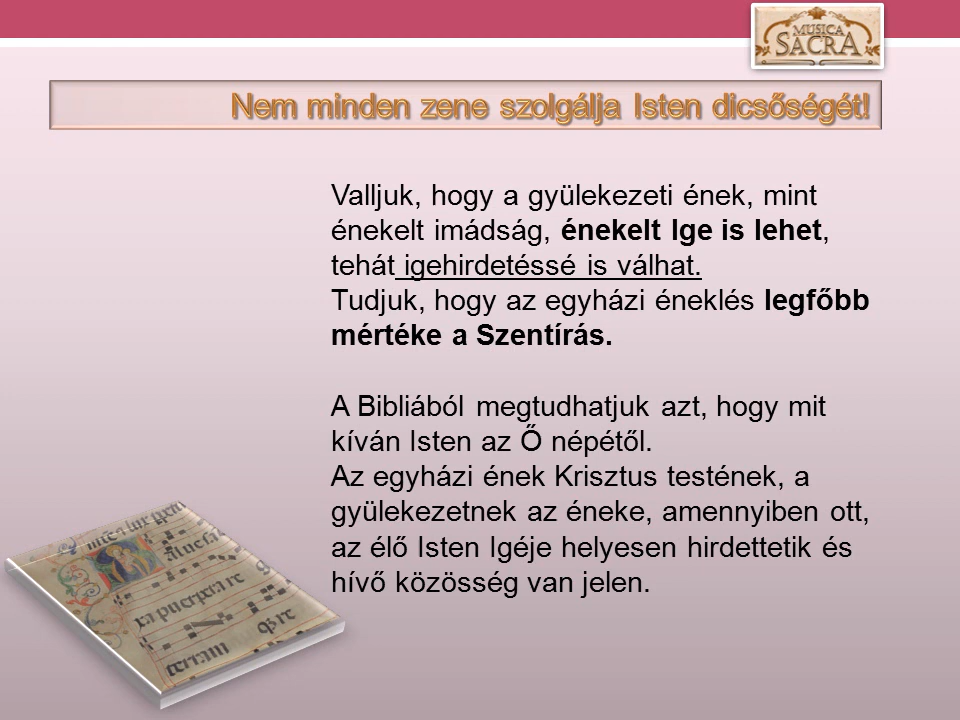 MUSICA
SACRA
Nem minden zene szolgálja Isten dicsőségét!
Valljuk, hogy a gyülekezeti ének, mint
énekelt imádság, énekelt Ige is lehet,
tehát igehirdetéssé is válhat.
Tudjuk, hogy az egyházi éneklés legfőbb
mértéke a Szentírás.
A Bibliából megtudhatjuk azt, hogy mit
kíván Isten az Ő népétől.
Az egyházi ének Krisztus testének, a
gyülekezetnek az éneke, amennyiben ott,
az élő Isten Igéje helyesen hirdettetik és
hívő közösség van jelen.